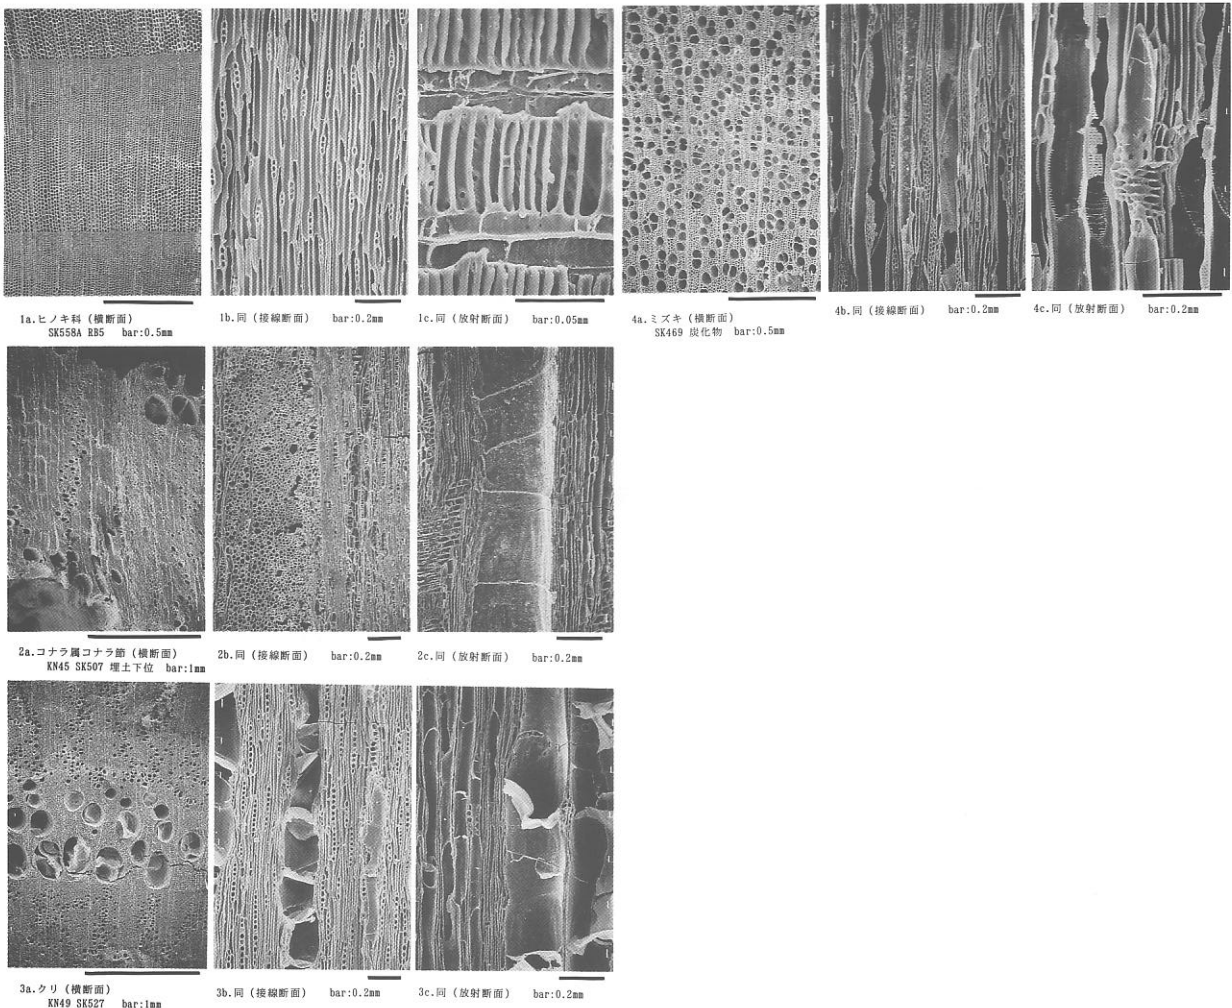 1a.ヒノキ科（横断面）
SK558A RB5 bar:0.5mm
1b.同（接線断面） bar:0.2mm
1c.同（放射断面） bar:0.05mm
4a.ミズキ（横断面）
SK469 炭化物 bar:0.5mm
4b.同（接線断面） bar:0.2mm
4c.同（放射断面） bar:0.2mm
2a.コナラ属コナラ節（横断面）
KN45 SK507 埋土下位 bar:1mm
2b.同（接線断面） bar:0.2mm
2c.同（放射断面） bar:0.2mm
3a.クリ（横断面）
KN49 SK527 bar:1mm
3b.同（接線断面） bar:0.2mm
3c.同（放射断面） bar:0.2mm